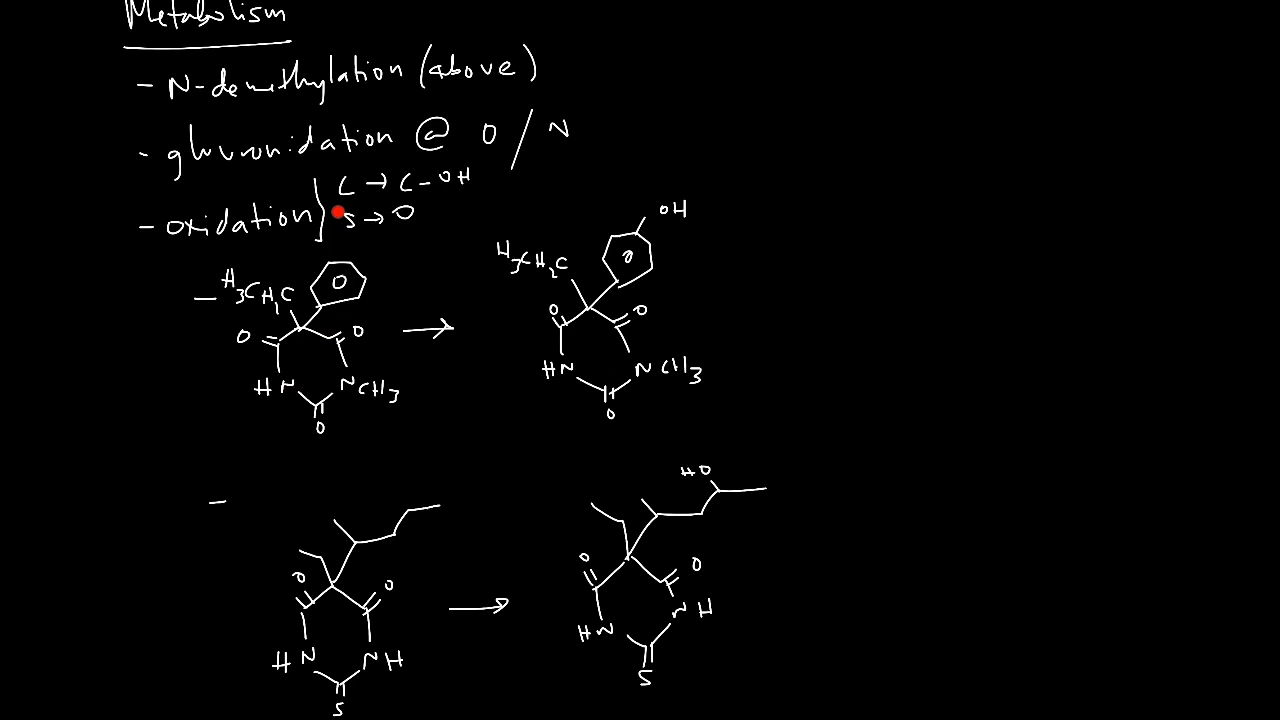 Metabolism
- N-demethylation (above)
- glucuronidation @ O / N
- oxidation } C → C-OH
S → O
OH
H3CH2C
H3CH2C
O O
O O
HN NCH3
HN NCH3
O
O
HO
O O
O O
HN NH
HN NH
S
S